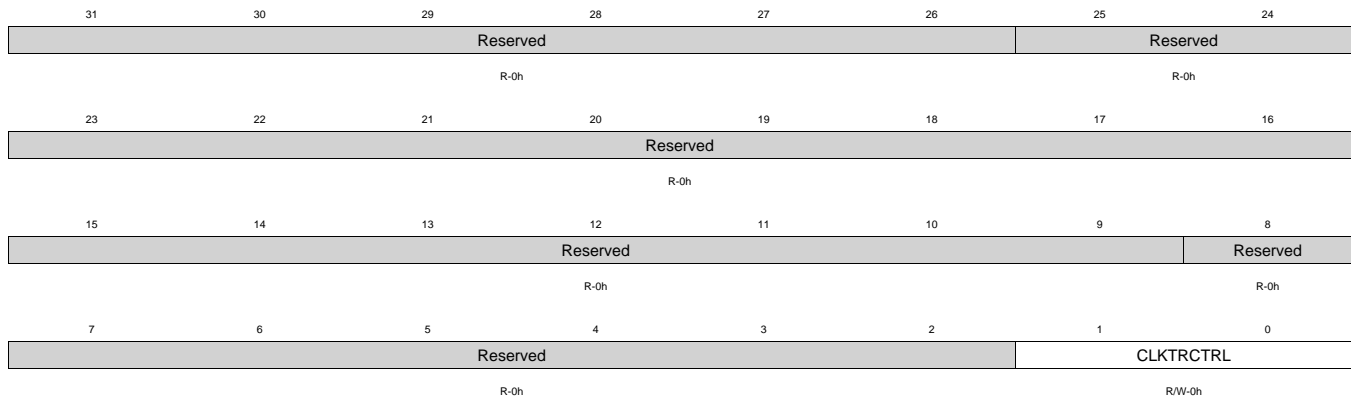 31 30 29 28 27 26 25 24
Reserved Reserved
R-0h R-0h
23 22 21 20 19 18 17 16
Reserved
R-0h
15 14 13 12 11 10 9 8
Reserved Reserved
R-0h R-0h
7 6 5 4 3 2 1 0
Reserved CLKTRCTRL
R-0h R/W-0h